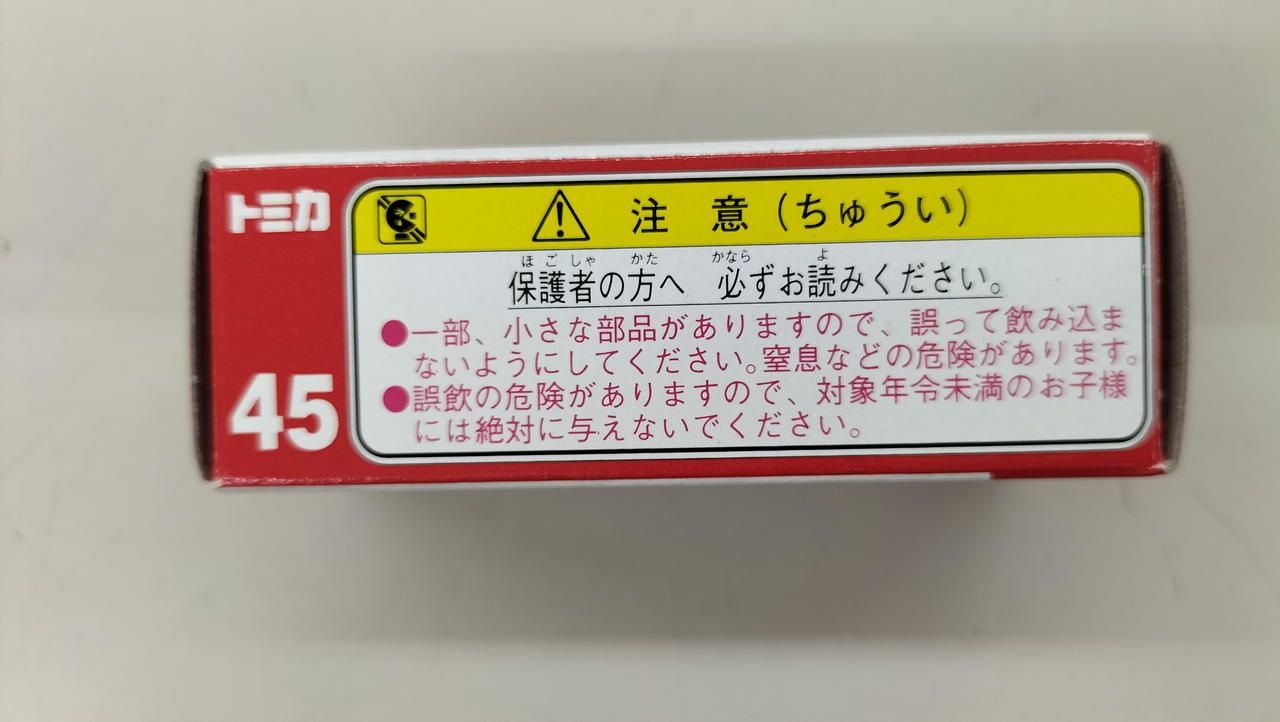 トミカ
45
注 意（ちゅうい）
ほごしゃ かた かなら よ
保護者の方へ 必ずお読みください。
●一部、小さな部品がありますので、誤って飲み込ま
ないようにしてください。窒息などの危険があります。
●誤飲の危険がありますので、対象年令未満のお子様
には絶対に与えないでください。